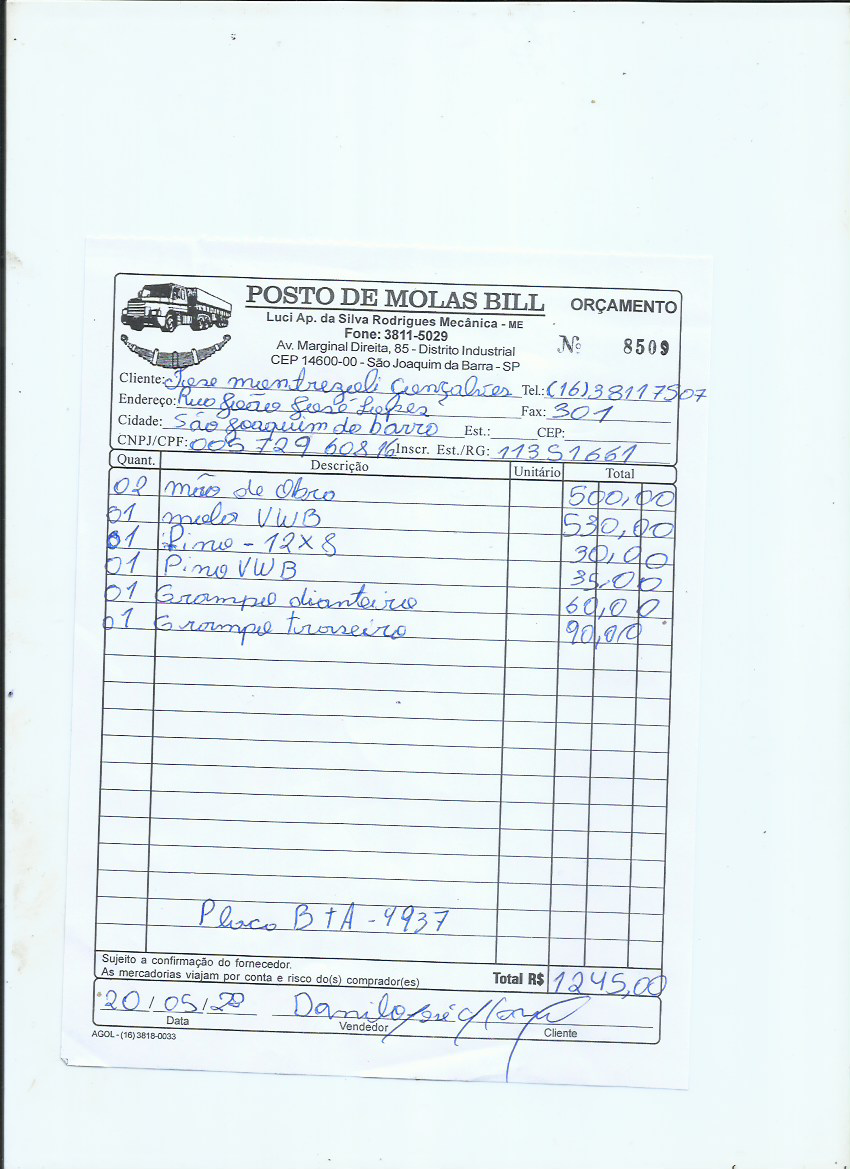 POSTO DE MOLAS BILL ORÇAMENTO
Luci Ap. da Silva Rodrigues Mecânica - ME
Fone: 3811-5029
Av. Marginal Direita, 85 - Distrito Industrial
CEP 14600-00 - São Joaquim da Barra - SP
Nº 8509
Cliente: Jose montrezoli Gonçalves Tel.: (16) 38117507
Endereço: Rua João José Lopes Fax: 301
Cidade: São Joaquim da barra Est.: CEP:
CNPJ/CPF: 005 729 608 16 Inscr. Est./RG: 11351661
Quant. Descrição Unitário Total
02 mão de Obra 500,00
01 mola VWB 530,00
01 Pino - 12x8 30,00
01 Pino VWB 35,00
01 Grampo dianteiro 60,00
01 Grampo traseiro 90,00
Placa BTA - 4937
Sujeito a confirmação do fornecedor.
As mercadorias viajam por conta e risco do(s) comprador(es) Total R$ 1245,00
20 / 05 / Danilo José
Data Vendedor Cliente
AGOL - (16) 3818-0033